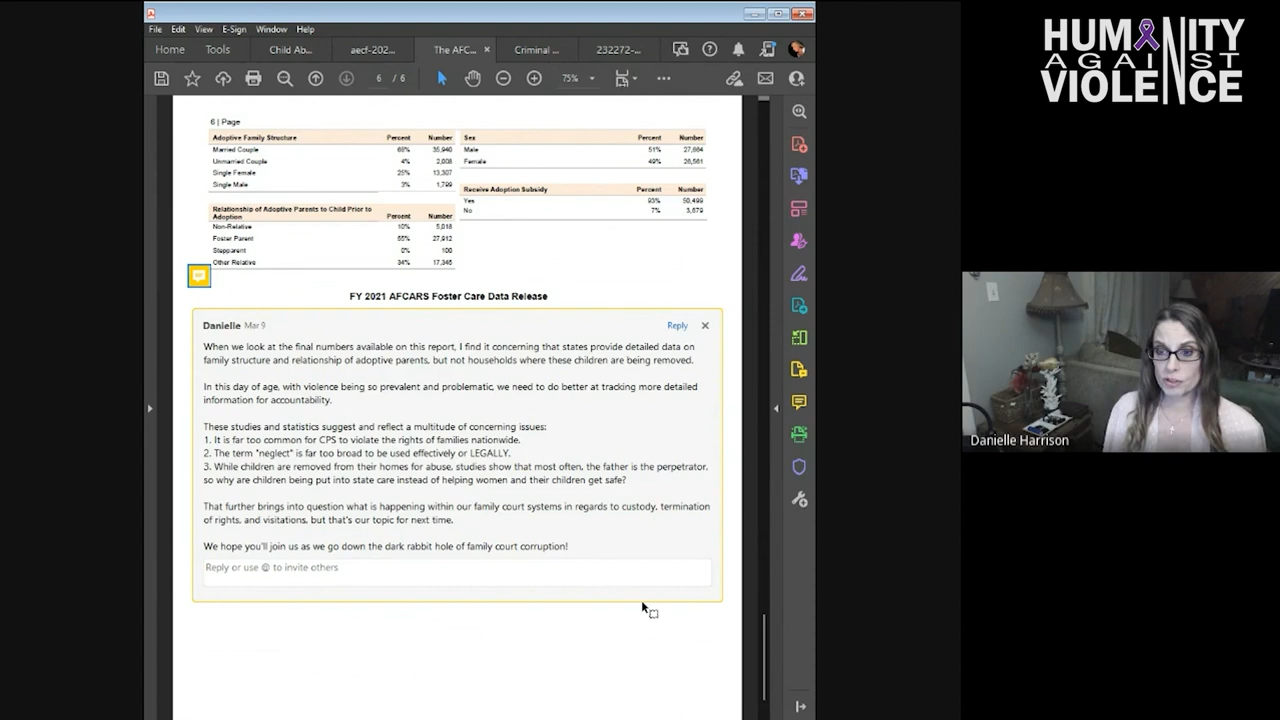 File Edit View E-Sign Window Help
Home Tools Child Ab... aecf-202... The AFC... × Criminal ... 232272-
6 / 6 75%
6 | Page
Adoptive Family Structure Percent Number
Married Couple 68% 35,940
Unmarried Couple 4% 2,008
Single Female 25% 13,307
Single Male 3% 1,799
Sex Percent Number
Male 51% 27,664
Female 49% 26,561
Receive Adoption Subsidy Percent Number
Yes 93% 50,499
No 7% 3,679
Relationship of Adoptive Parents to Child Prior to
Adoption Percent Number
Non-Relative 10% 5,018
Foster Parent 55% 27,912
Stepparent 0% 100
Other Relative 34% 17,345
FY 2021 AFCARS Foster Care Data Release
Danielle Mar 9 Reply
When we look at the final numbers available on this report, I find it concerning that states provide detailed data on
family structure and relationship of adoptive parents, but not households where these children are being removed.
In this day of age, with violence being so prevalent and problematic, we need to do better at tracking more detailed
information for accountability.
These studies and statistics suggest and reflect a multitude of concerning issues:
1. It is far too common for CPS to violate the rights of families nationwide.
2. The term "neglect" is far too broad to be used effectively or LEGALLY.
3. While children are removed from their homes for abuse, studies show that most often, the father is the perpetrator,
so why are children being put into state care instead of helping women and their children get safe?
That further brings into question what is happening within our family court systems in regards to custody, termination
of rights, and visitations, but that's our topic for next time.
We hope you'll join us as we go down the dark rabbit hole of family court corruption!
Reply or use @ to invite others
HUMANITY
AGAINST
VIOLENCE
Danielle Harrison